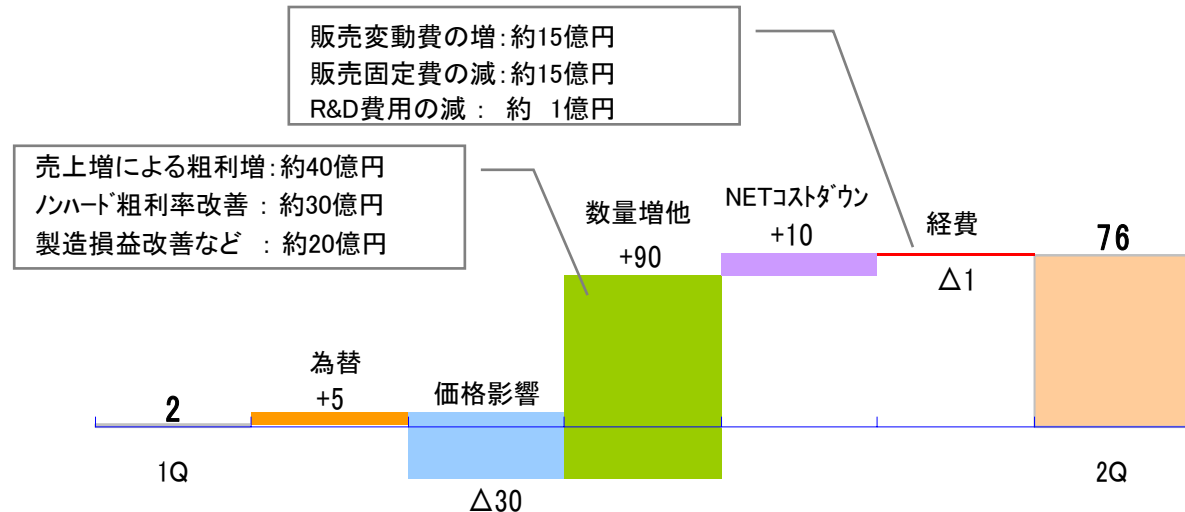 販売変動費の増：約15億円
販売固定費の減：約15億円
R&D費用の減 ： 約 1億円
売上増による粗利増：約40億円
ﾉﾝﾊｰﾄﾞ粗利率改善 ： 約30億円
製造損益改善など ： 約20億円
数量増他
+90
NETｺｽﾄﾀﾞｳﾝ
+10
経費
△1
76
為替
+5
価格影響
△30
2
1Q
2Q